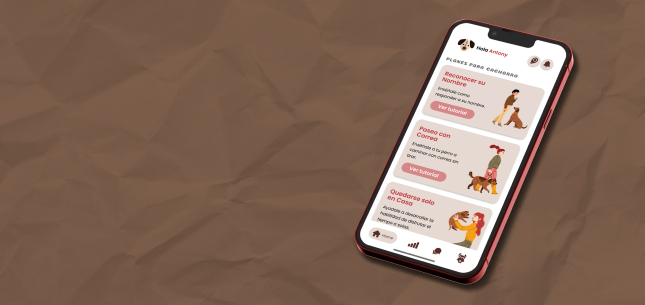 Hola Antony
PLANES PARA CACHORRO
Reconocer su
Nombre
Enséñale como
responder a su nombre.
Ver tutorial
Paseo con
Correa
Enséñale a tu perro a
caminar con correa sin
tirar.
Ver tutorial
Quedarse solo
en Casa
Ayudale a desarrollar la
habilidad de disfrutar el
tiempo a solas.
Home